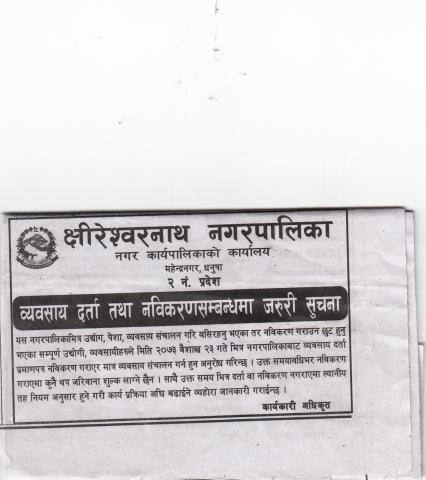 क्षीरेश्वरनाथ नगरपालिका
नगर कार्यपालिकाको कार्यालय
महेन्द्रनगर, धनुषा
२ नं. प्रदेश
व्यवसाय दर्ता तथा नविकरणसम्बन्धमा जरुरी सुचना
यस नगरपालिकाभित्र उद्योग, पेशा, व्यवसाय संचालन गरि बसिरहनु भएका तर नविकरण गराउन छुट हुनु
भएका सम्पूर्ण उद्योगी, व्यवसायीहरुले मिति २०७५ बैशाख २३ गते भित्र नगरपालिकाबाट व्यवसाय दर्ता
प्रमाणपत्र नविकरण गराएर मात्र व्यवसाय संचालन गर्न हुन अनुरोध गरिन्छ । उक्त समयावधिभर नविकरण
गराएमा कुनै थप जरिवाना शुल्क लाग्ने छैन । साथै उक्त समय भित्र दर्ता वा नविकरण नगराएमा स्थानीय
तह नियम अनुसार हुने गरी कार्य प्रक्रिया अघि बढाईने व्यहोरा जानकारी गराईन्छ ।
कार्यकारी अधिकृत